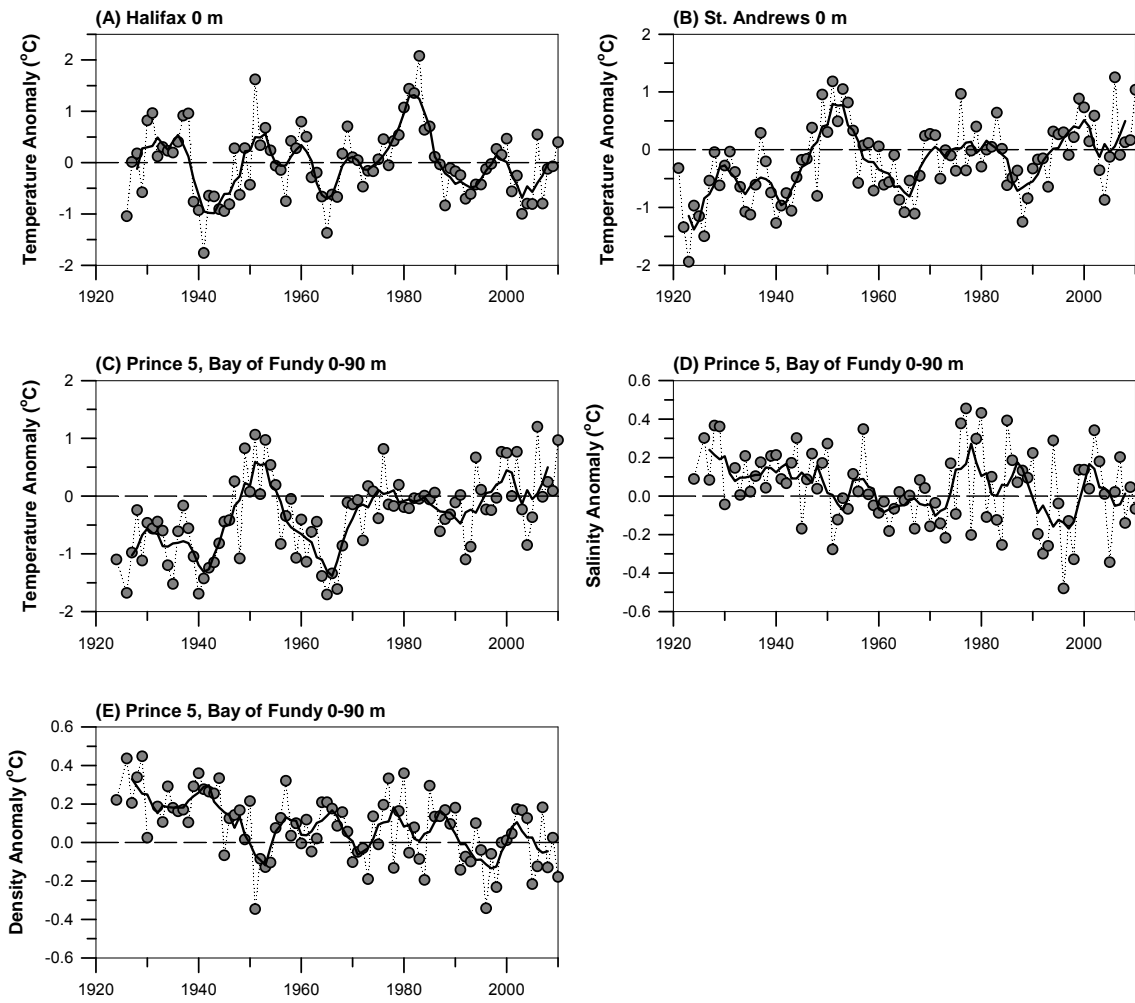 (A) Halifax 0 m
Temperature Anomaly (°C)
2
1
0
-1
-2
1920 1940 1960 1980 2000
(B) St. Andrews 0 m
Temperature Anomaly (°C)
2
1
0
-1
-2
1920 1940 1960 1980 2000
(C) Prince 5, Bay of Fundy 0-90 m
Temperature Anomaly (°C)
2
1
0
-1
-2
1920 1940 1960 1980 2000
(D) Prince 5, Bay of Fundy 0-90 m
Salinity Anomaly (°C)
0.6
0.4
0.2
0.0
-0.2
-0.4
-0.6
1920 1940 1960 1980 2000
(E) Prince 5, Bay of Fundy 0-90 m
Density Anomaly (°C)
0.6
0.4
0.2
0.0
-0.2
-0.4
-0.6
1920 1940 1960 1980 2000